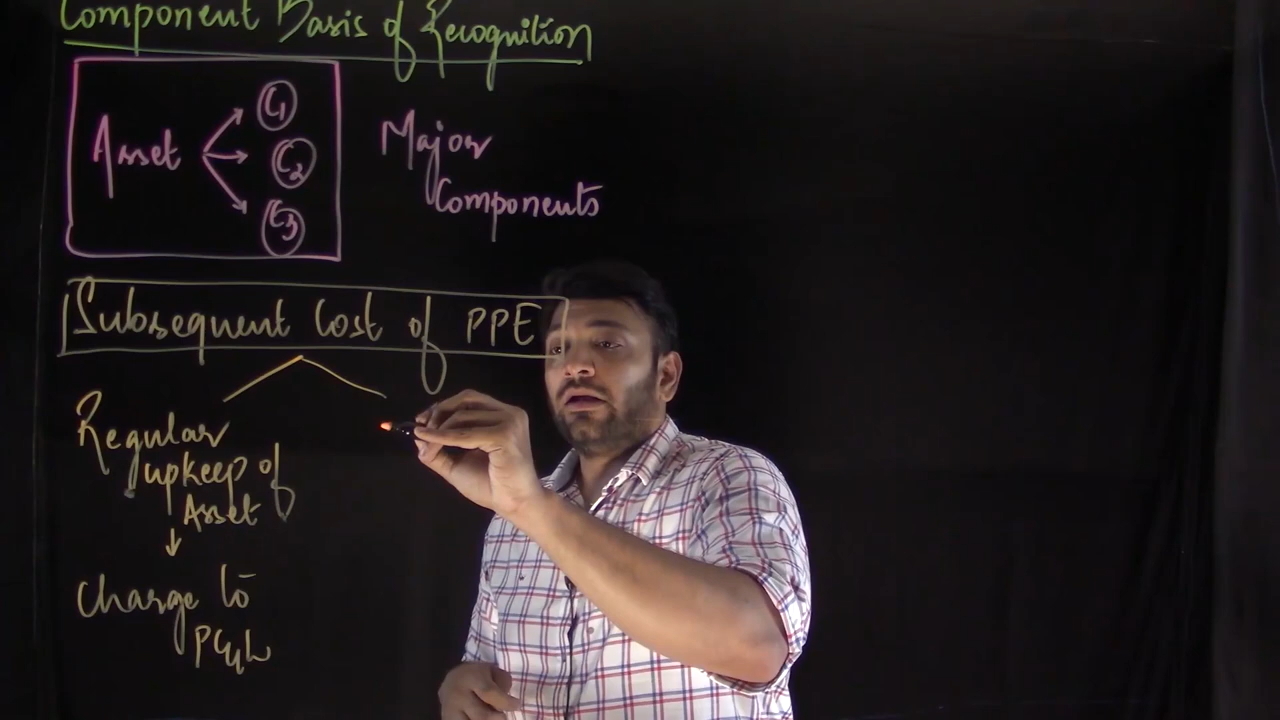 Component Basis of Recognition
Asset
C1
C2
C3
Major
Components
Subsequent Cost of PPE
Regular
upkeep of
Asset
Charge to